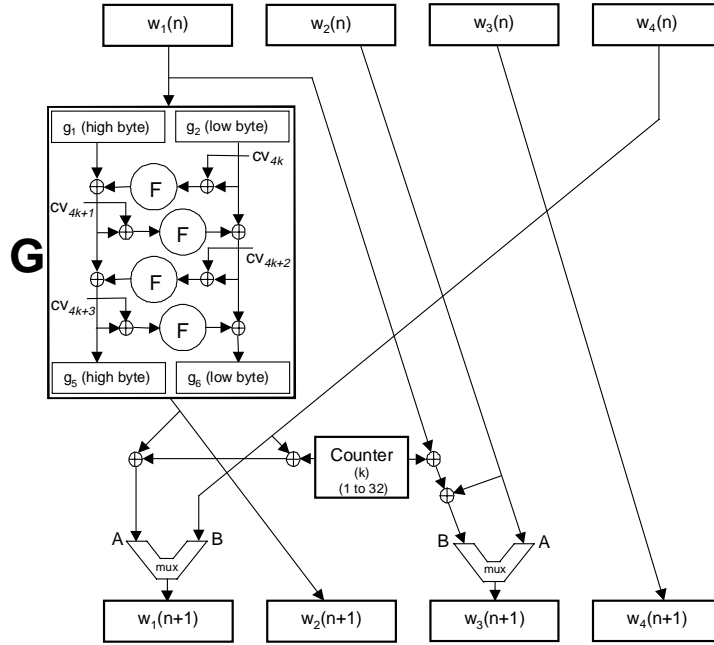 w1(n)
w2(n)
w3(n)
w4(n)
g1 (high byte)
g2 (low byte)
cv4k
F
cv4k+1
F
G
cv4k+2
F
cv4k+3
F
g5 (high byte)
g6 (low byte)
Counter
(k)
(1 to 32)
A
B
mux
B
A
mux
w1(n+1)
w2(n+1)
w3(n+1)
w4(n+1)